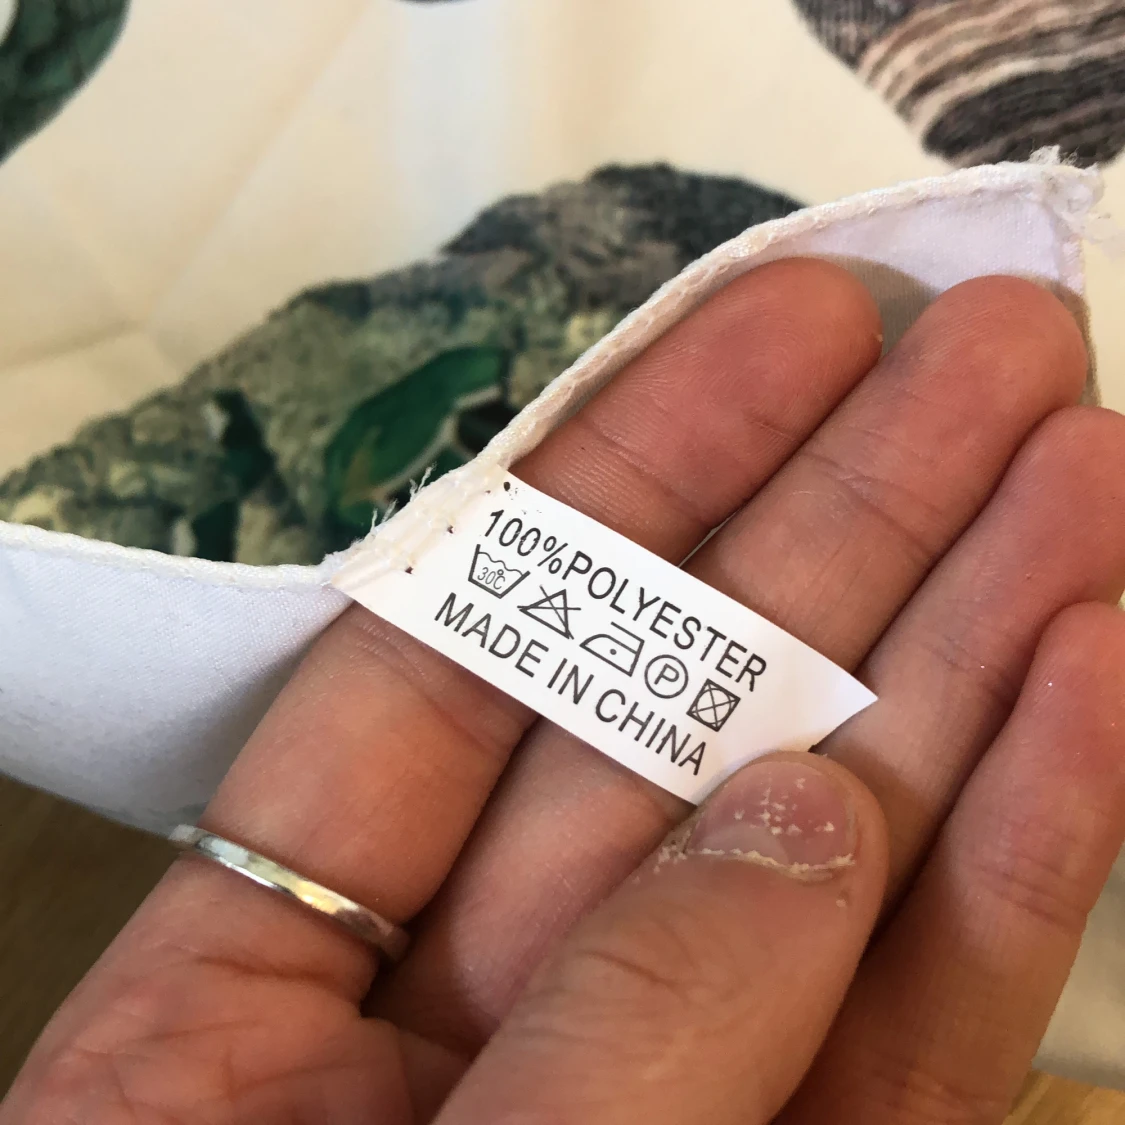 100%POLYESTER
30℃ P
MADE IN CHINA